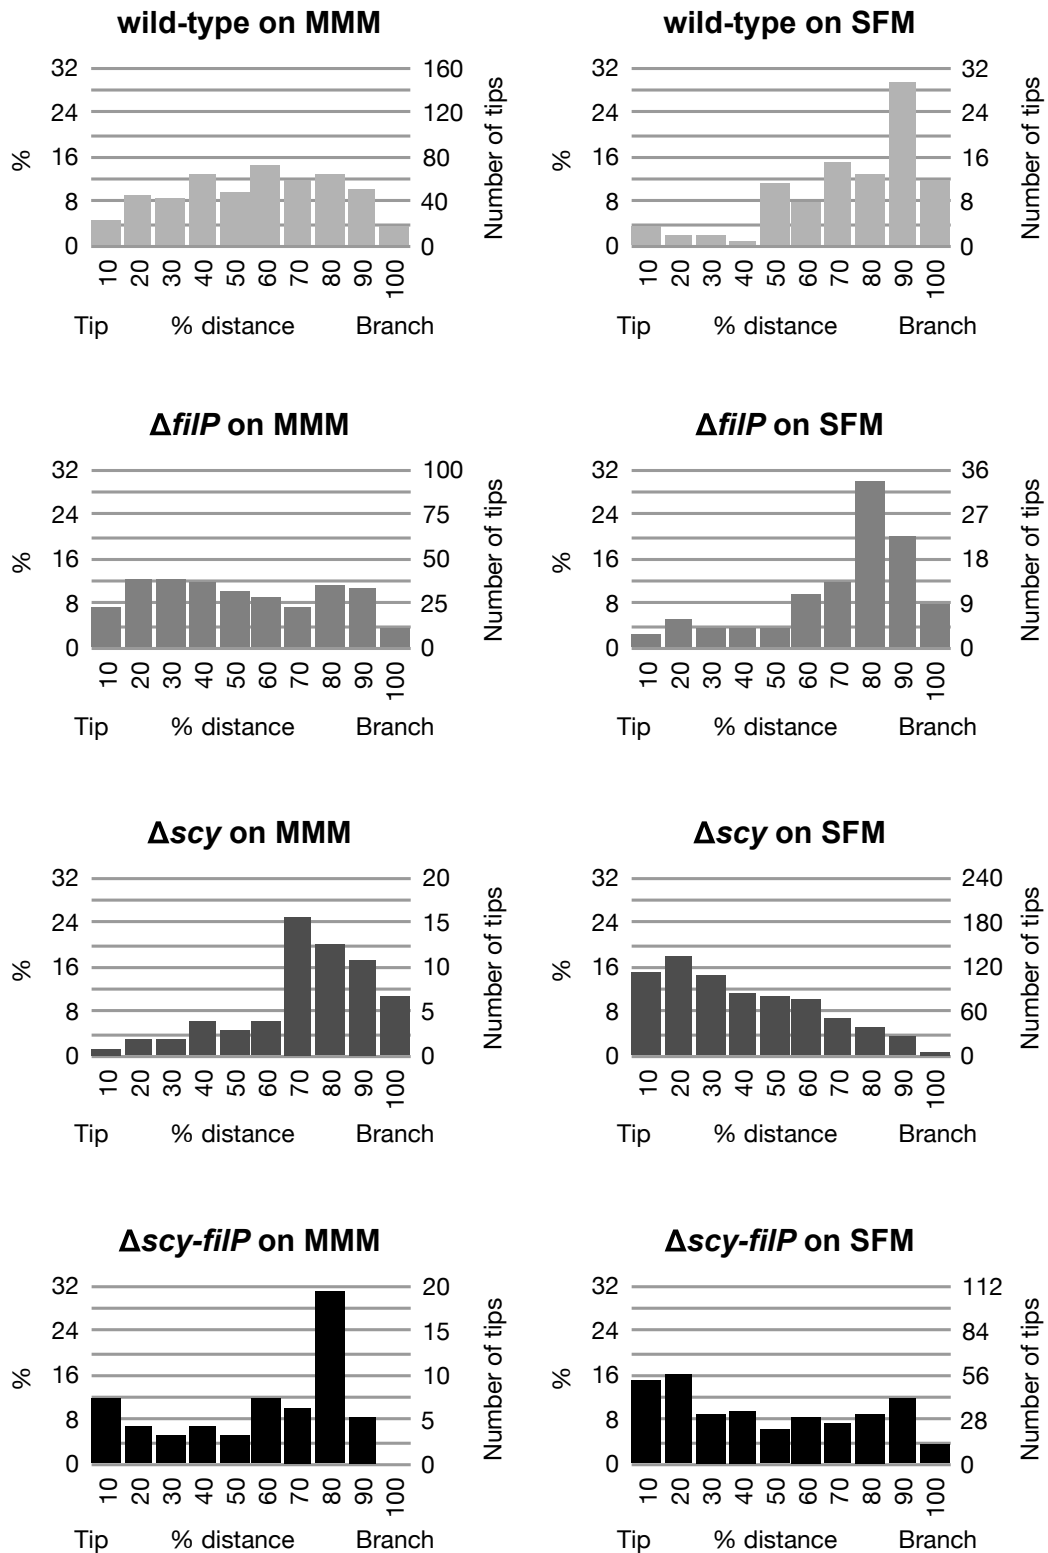 wild-type on MMM
32 160
24 120
16 80
8 40
0 0
% Number of tips
10 20 30 40 50 60 70 80 90 100
Tip % distance Branch
wild-type on SFM
32 32
24 24
16 16
8 8
0 0
% Number of tips
10 20 30 40 50 60 70 80 90 100
Tip % distance Branch
ΔfilP on MMM
32 100
24 75
16 50
8 25
0 0
% Number of tips
10 20 30 40 50 60 70 80 90 100
Tip % distance Branch
ΔfilP on SFM
32 36
24 27
16 18
8 9
0 0
% Number of tips
10 20 30 40 50 60 70 80 90 100
Tip % distance Branch
Δscy on MMM
32 20
24 15
16 10
8 5
0 0
% Number of tips
10 20 30 40 50 60 70 80 90 100
Tip % distance Branch
Δscy on SFM
32 240
24 180
16 120
8 60
0 0
% Number of tips
10 20 30 40 50 60 70 80 90 100
Tip % distance Branch
Δscy-filP on MMM
32 20
24 15
16 10
8 5
0 0
% Number of tips
10 20 30 40 50 60 70 80 90 100
Tip % distance Branch
Δscy-filP on SFM
32 112
24 84
16 56
8 28
0 0
% Number of tips
10 20 30 40 50 60 70 80 90 100
Tip % distance Branch